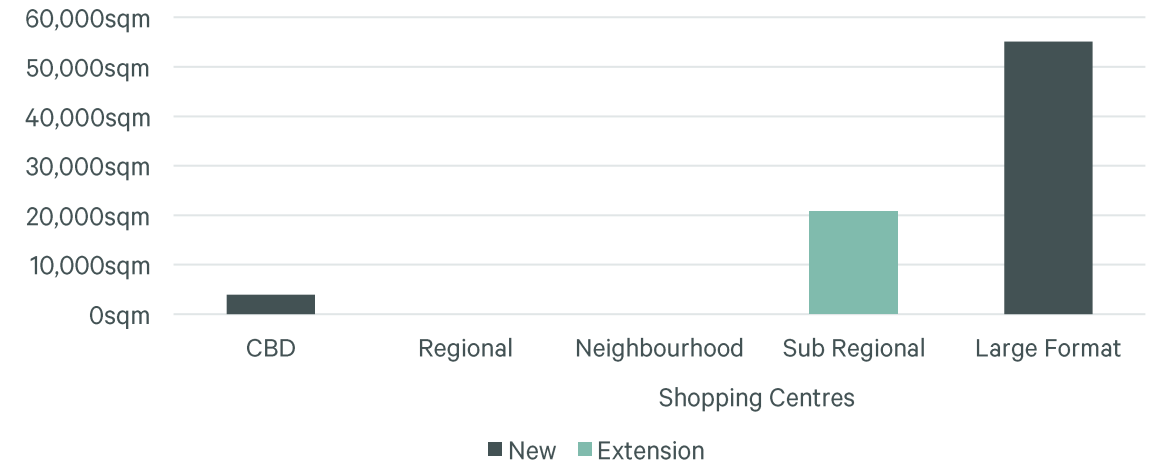 60,000sqm
50,000sqm
40,000sqm
30,000sqm
20,000sqm
10,000sqm
0sqm
CBD Regional Neighbourhood Sub Regional Large Format
Shopping Centres
New Extension